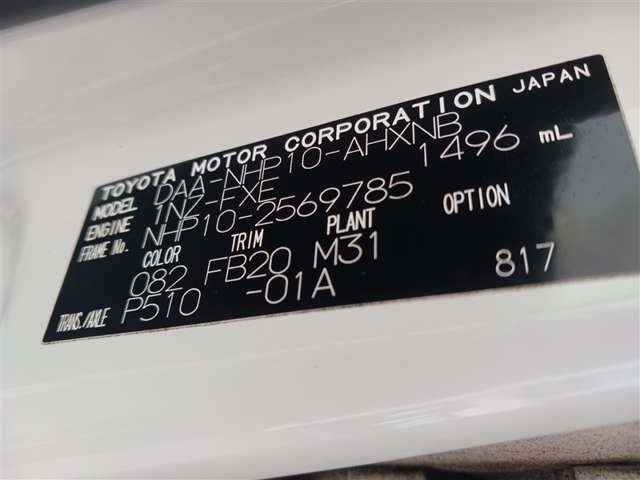 TOYOTA MOTOR CORPORATION JAPAN
MODEL DAA-NHP10-AHXNB
ENGINE 1NZ-FXE 1496 mL
FRAME No. NHP10-2569785
COLOR TRIM PLANT OPTION
082 FB20 M31
TRANS./AXLE P510 -01A 817